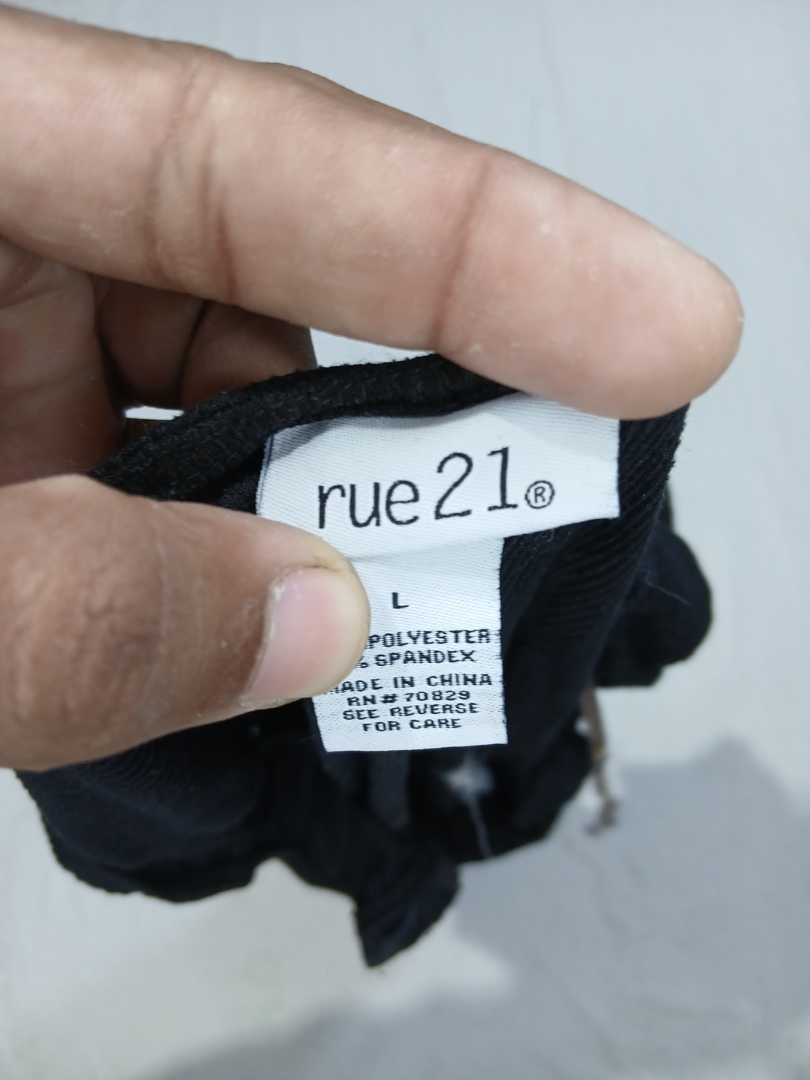 rue21®
L
POLYESTER
% SPANDEX
MADE IN CHINA
RN# 70829
SEE REVERSE
FOR CARE